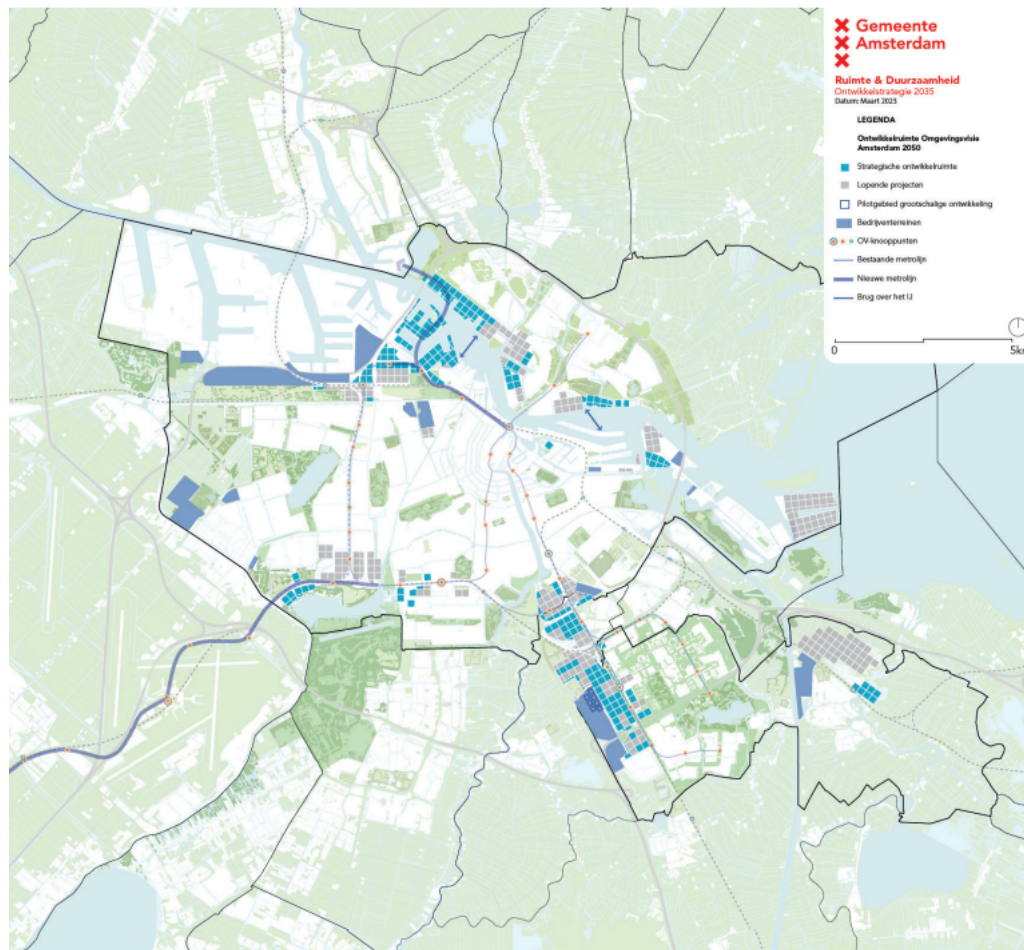 Gemeente
Amsterdam
Ruimte & Duurzaamheid
Ontwikkelstrategie 2035
Datum: Maart 2023
LEGENDA
Ontwikkelruimte Omgevingsvisie
Amsterdam 2050
Strategische ontwikkelruimte
Lopende projecten
Pilotgebied grootschalige ontwikkeling
Bedrijventerreinen
OV-knooppunten
Bestaande metrolijn
Nieuwe metrolijn
Brug over het IJ
0
5km